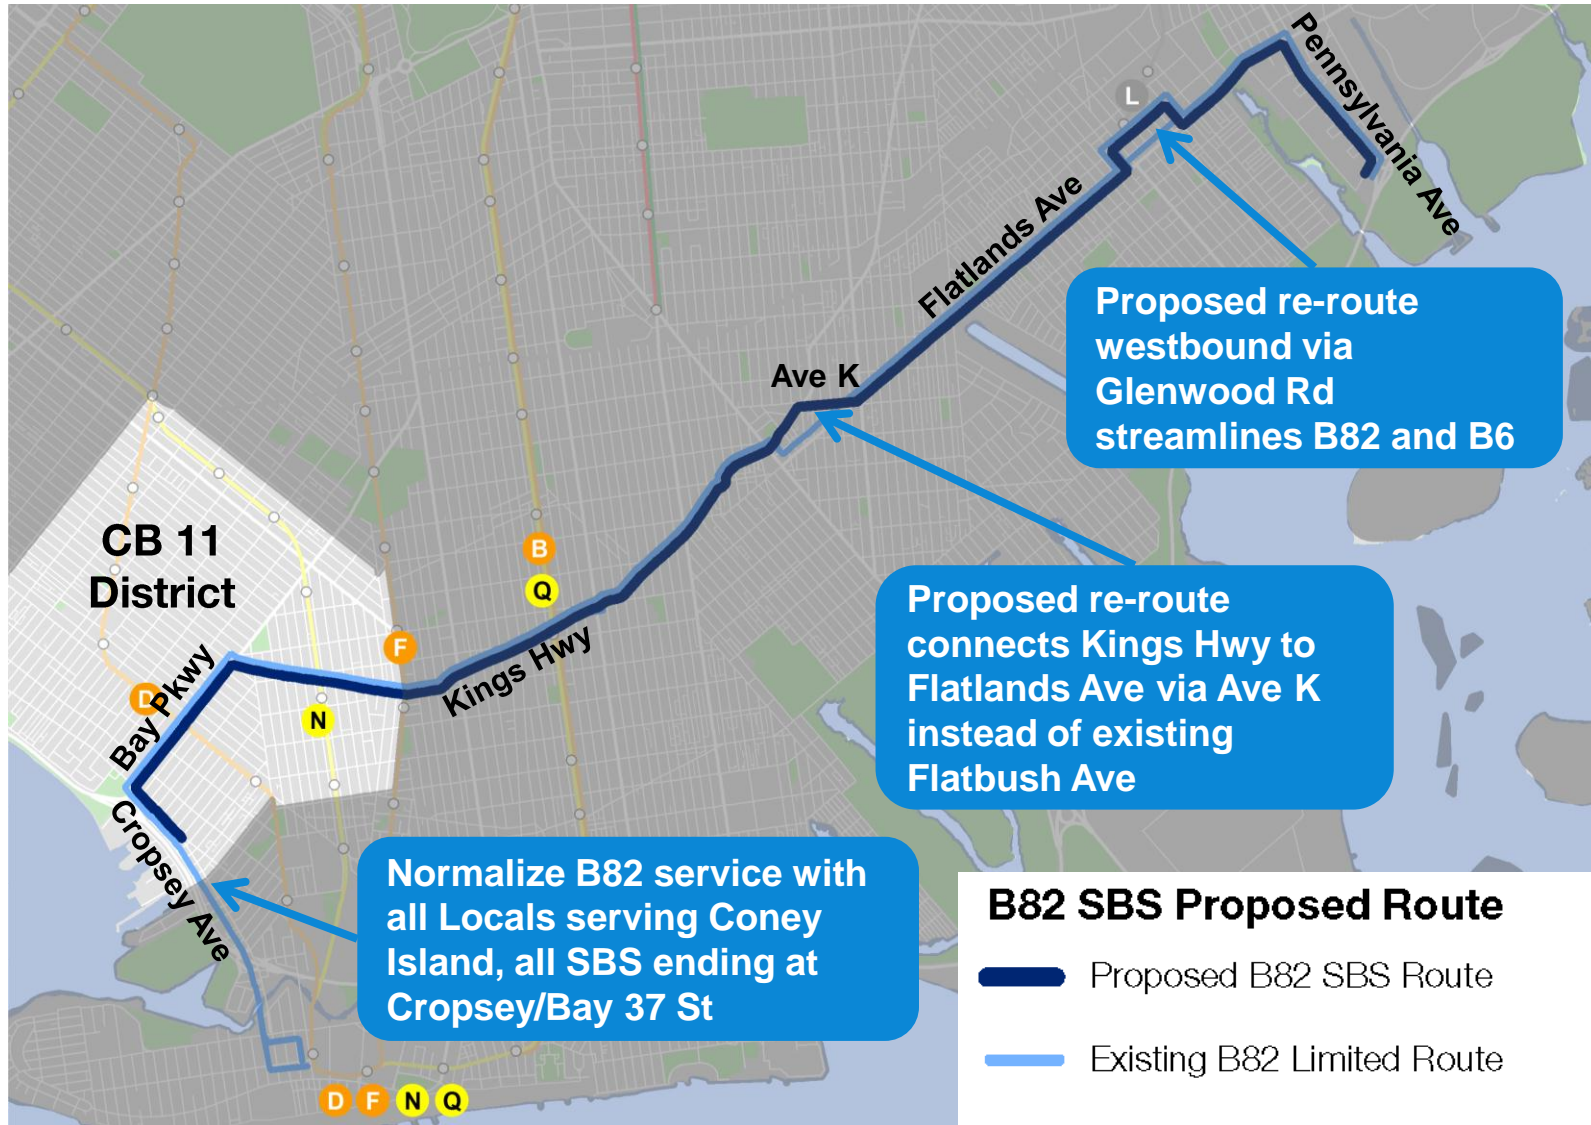 Pennsylvania Ave
L
Flatlands Ave
Proposed re-route
westbound via
Glenwood Rd
streamlines B82 and B6
Ave K
CB 11
District
B
Q
F
Kings Hwy
Proposed re-route
connects Kings Hwy to
Flatlands Ave via Ave K
instead of existing
Flatbush Ave
D
Bay Pkwy
N
Cropsey Ave
Normalize B82 service with
all Locals serving Coney
Island, all SBS ending at
Cropsey/Bay 37 St
D F N Q
B82 SBS Proposed Route
Proposed B82 SBS Route
Existing B82 Limited Route